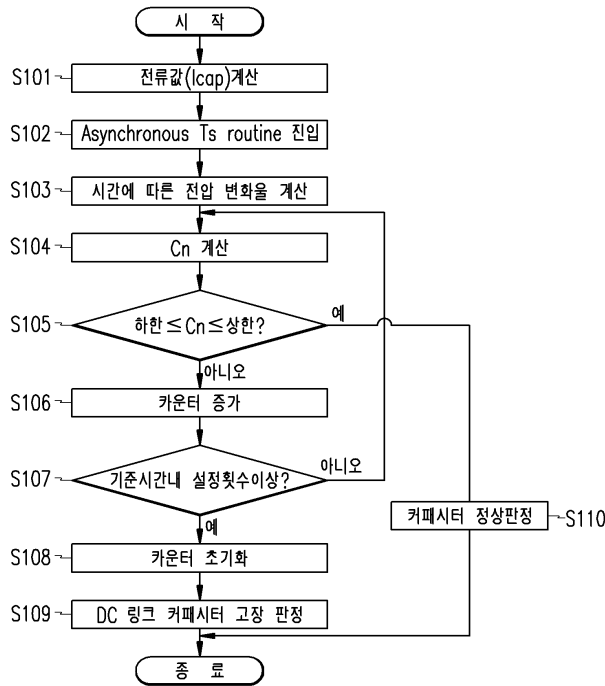 시 작
S101 전류값(Icap)계산
S102 Asynchronous Ts routine 진입
S103 시간에 따른 전압 변화율 계산
S104 Cn 계산
S105 하한≤Cn≤상한? 예
아니오
S106 카운터 증가
S107 기준시간내 설정횟수이상? 아니오
예
커패시터 정상판정 S110
S108 카운터 초기화
S109 DC 링크 커패시터 고장 판정
종 료